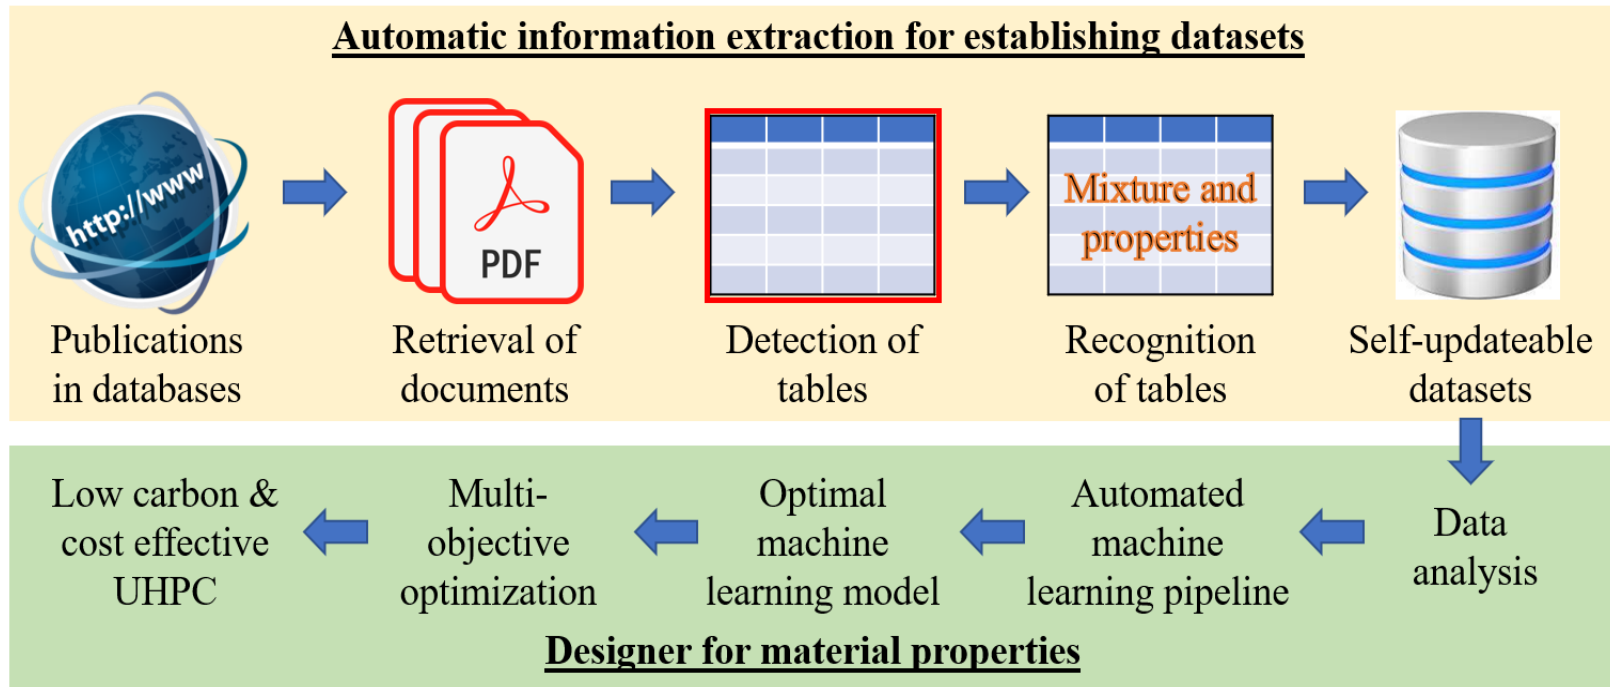 Automatic information extraction for establishing datasets
http://www
PDF
Mixture and
properties
Publications
in databases
Retrieval of
documents
Detection of
tables
Recognition
of tables
Self-updateable
datasets
Data
analysis
Automated
machine
learning pipeline
Optimal
machine
learning model
Multi-
objective
optimization
Low carbon &
cost effective
UHPC
Designer for material properties